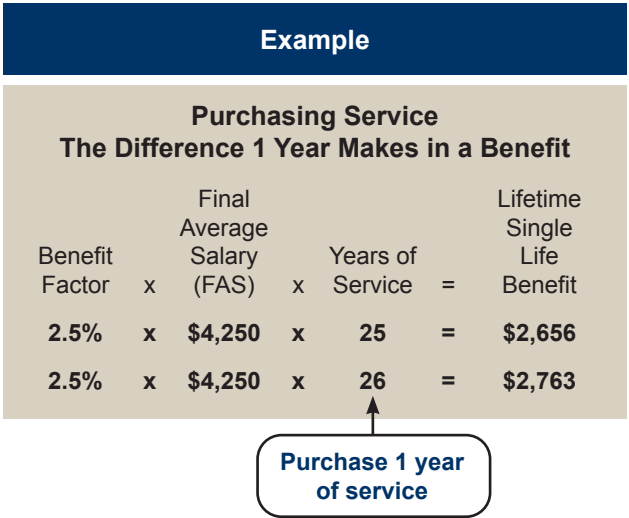 Example
Purchasing Service
The Difference 1 Year Makes in a Benefit
Benefit Factor x Final Average Salary (FAS) x Years of Service = Lifetime Single Life Benefit
2.5% x $4,250 x 25 = $2,656
2.5% x $4,250 x 26 = $2,763
Purchase 1 year
of service